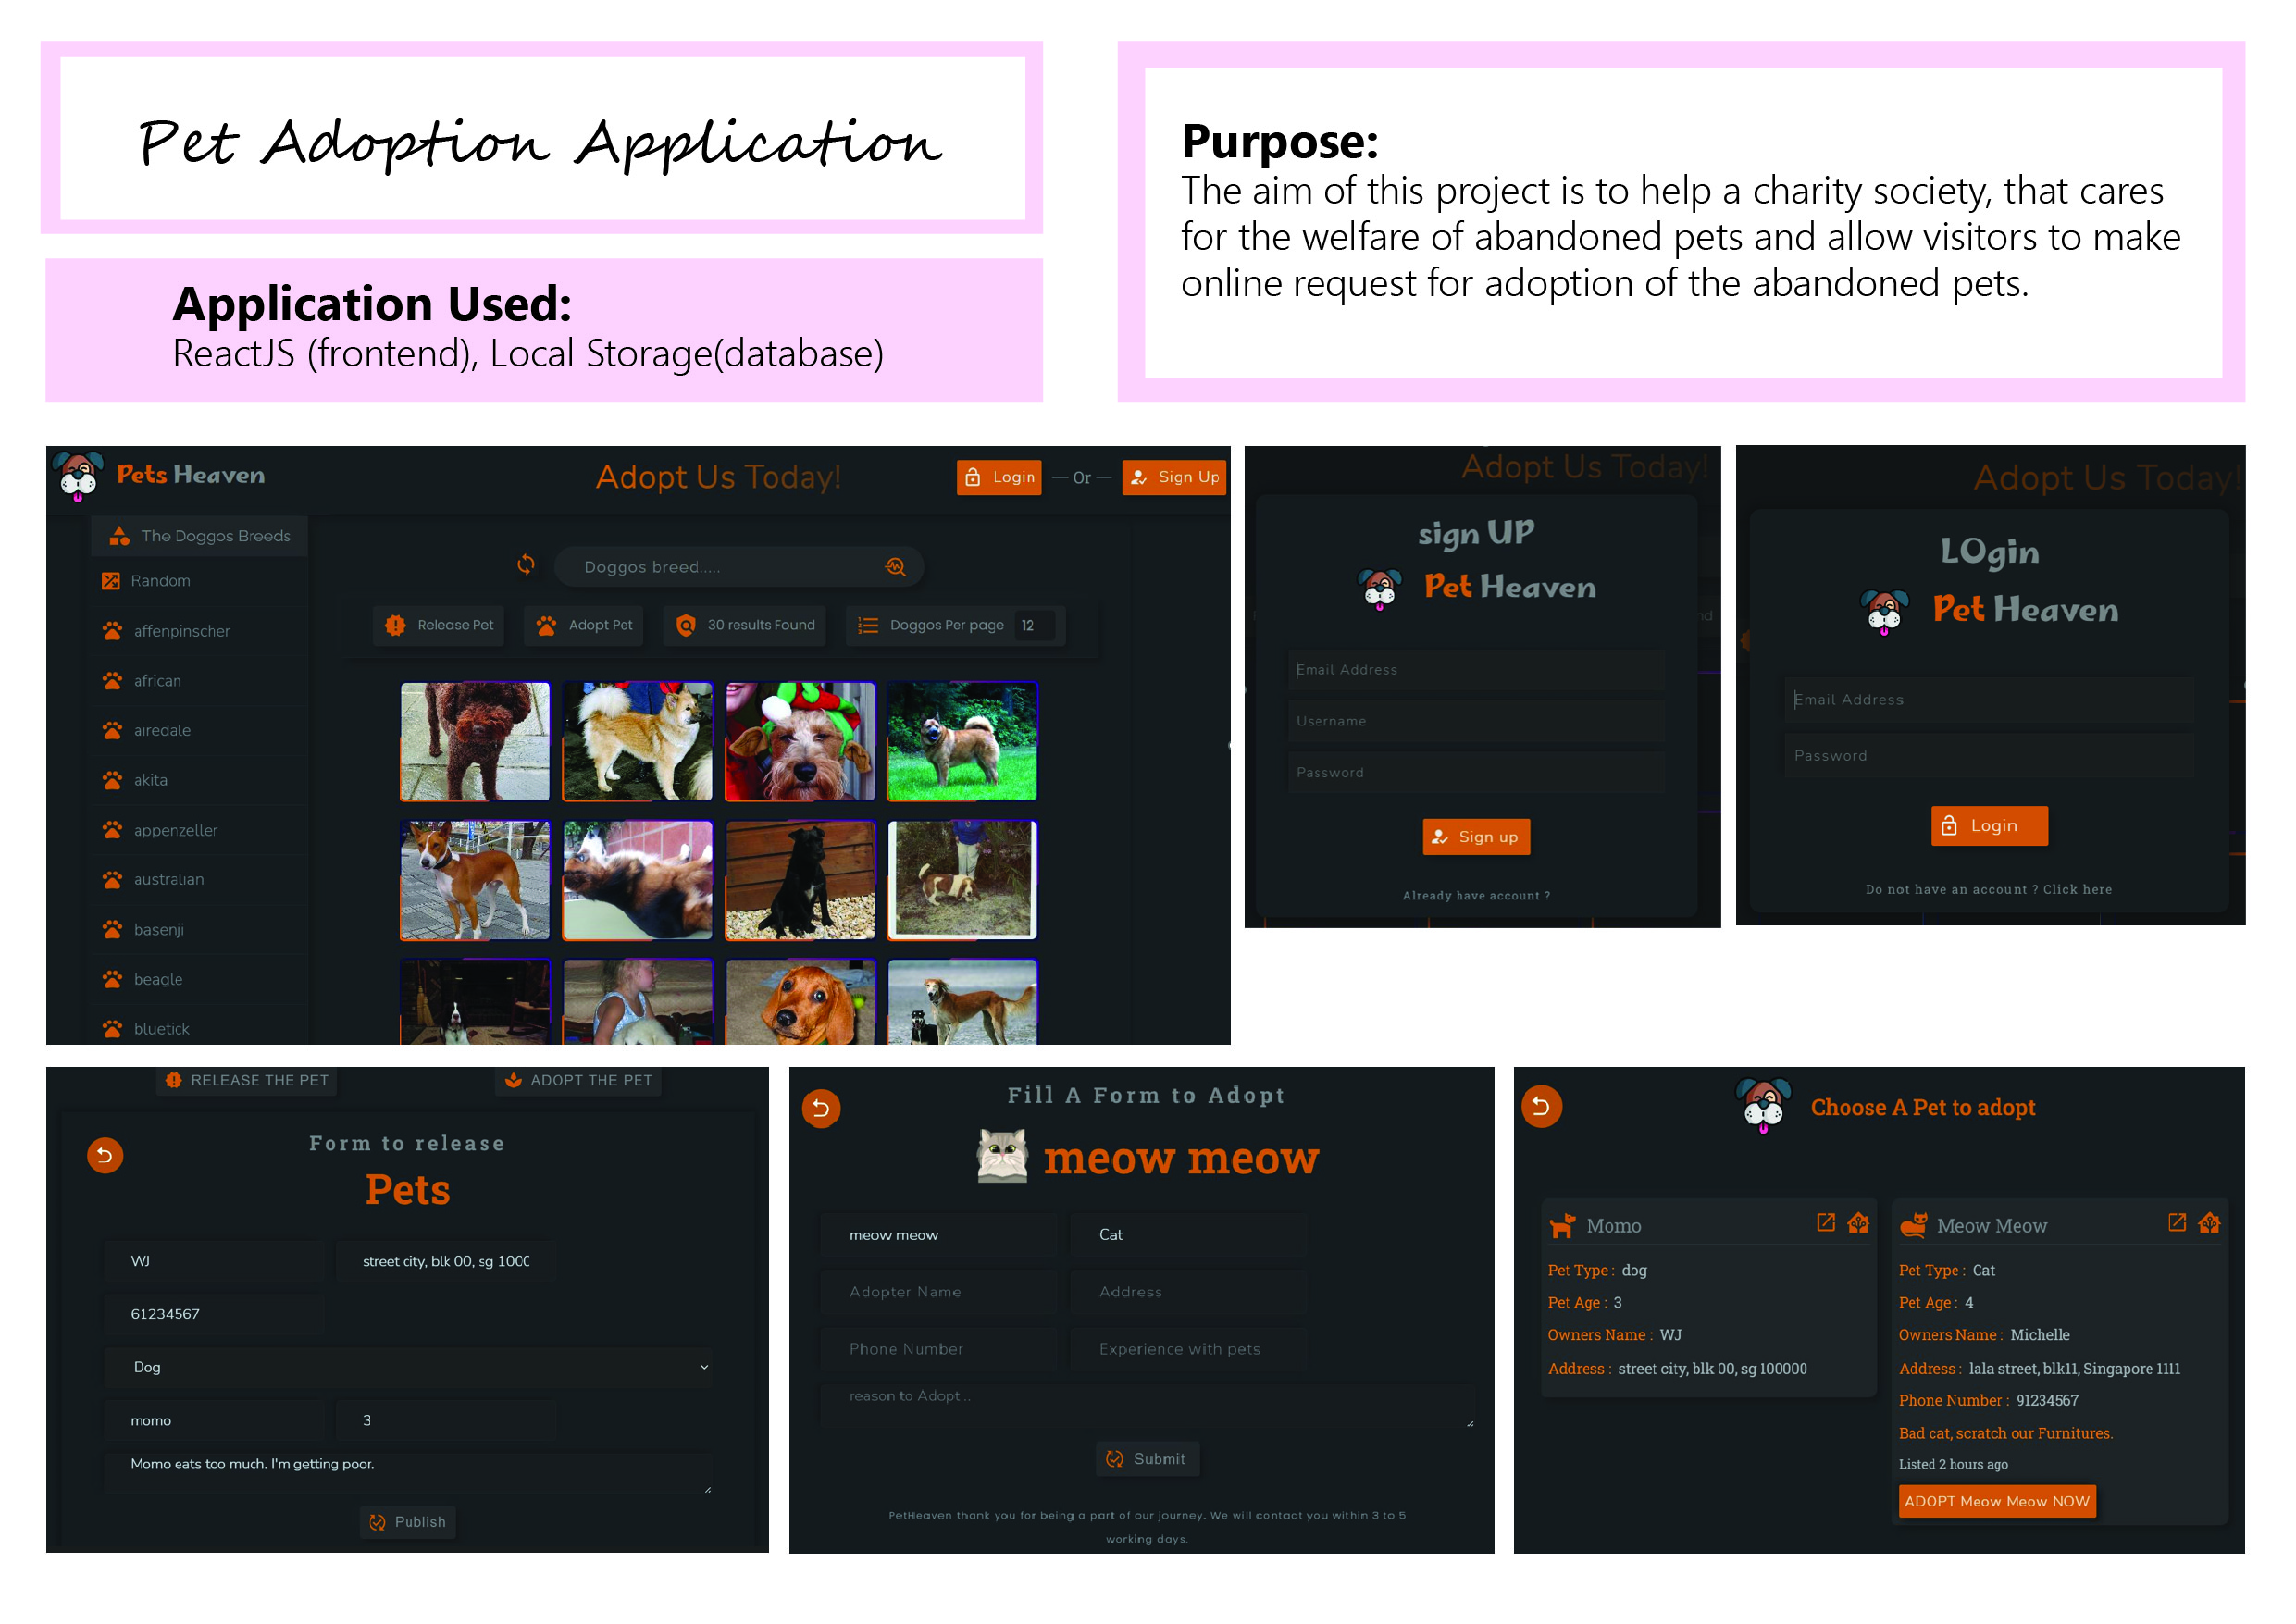 Pet Adoption Application
Application Used:
ReactJS (frontend), Local Storage(database)
Purpose:
The aim of this project is to help a charity society, that cares
for the welfare of abandoned pets and allow visitors to make
online request for adoption of the abandoned pets.
Pets Heaven
Adopt Us Today!
Login
— Or —
Sign Up
The Doggos Breeds
Random
affenpinscher
african
airedale
akita
appenzeller
australian
basenji
beagle
bluetick
Doggos breed.....
Release Pet
Adopt Pet
30 results Found
Doggos Per page 12
Adopt Us Today!
sign UP
Pet Heaven
Email Address
Username
Password
Sign up
Already have account ?
Adopt Us Today!
LOgin
Pet Heaven
Email Address
Password
Login
Do not have an account ? Click here
RELEASE THE PET
ADOPT THE PET
Form to release
Pets
WJ
street city, blk 00, sg 100
61234567
Dog
momo
3
Momo eats too much. I'm getting poor.
Publish
Fill A Form to Adopt
meow meow
meow meow
Cat
Adopter Name
Address
Phone Number
Experience with pets
reason to Adopt ..
Submit
PetHeaven thank you for being a part of our journey. We will contact you within 3 to 5
working days.
Choose A Pet to adopt
Momo
Pet Type : dog
Pet Age : 3
Owners Name : WJ
Address : street city, blk 00, sg 100000
Meow Meow
Pet Type : Cat
Pet Age : 4
Owners Name : Michelle
Address : lala street, blk11, Singapore 1111
Phone Number : 91234567
Bad cat, scratch our Furnitures.
Listed 2 hours ago
ADOPT Meow Meow NOW